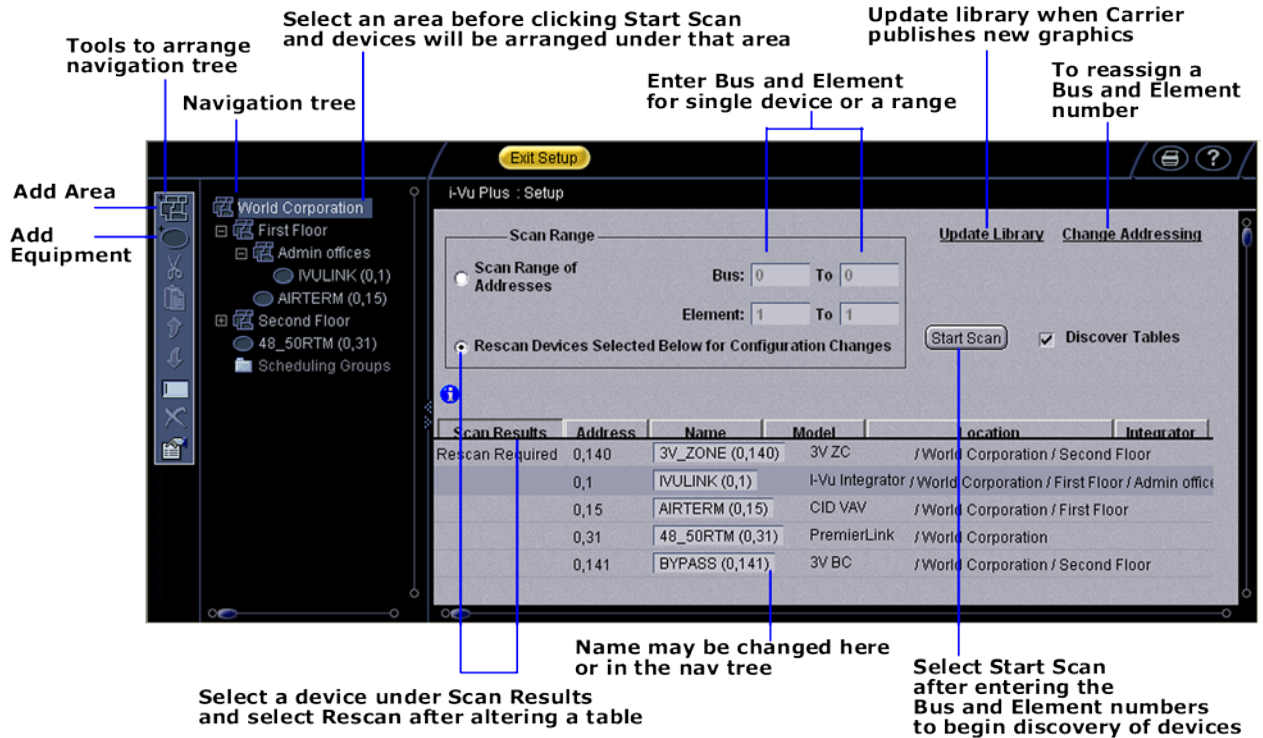 Select an area before clicking Start Scan
and devices will be arranged under that area
Update library when Carrier
publishes new graphics
Tools to arrange
navigation tree
Enter Bus and Element
for single device or a range
To reassign a
Bus and Element
number
Navigation tree
Exit Setup
?
Add Area
Add
Equipment
World Corporation
First Floor
Admin offices
IVULINK (0,1)
AIRTERM (0,15)
Second Floor
48_50RTM (0,31)
Scheduling Groups
i-Vu Plus : Setup
Scan Range
Update Library
Change Addressing
Scan Range of
Addresses
Bus: 0 To 0
Element: 1 To 1
Rescan Devices Selected Below for Configuration Changes
Start Scan
Discover Tables
i
Scan Results Address Name Model Location Integrator
Rescan Required 0,140 3V_ZONE (0,140) 3V ZC / World Corporation / Second Floor
0,1 IVULINK (0,1) I-Vu Integrator / World Corporation / First Floor / Admin office
0,15 AIRTERM (0,15) CID VAV / World Corporation / First Floor
0,31 48_50RTM (0,31) PremierLink / World Corporation
0,141 BYPASS (0,141) 3V BC / World Corporation / Second Floor
Name may be changed here
or in the nav tree
Select a device under Scan Results
and select Rescan after altering a table
Select Start Scan
after entering the
Bus and Element numbers
to begin discovery of devices